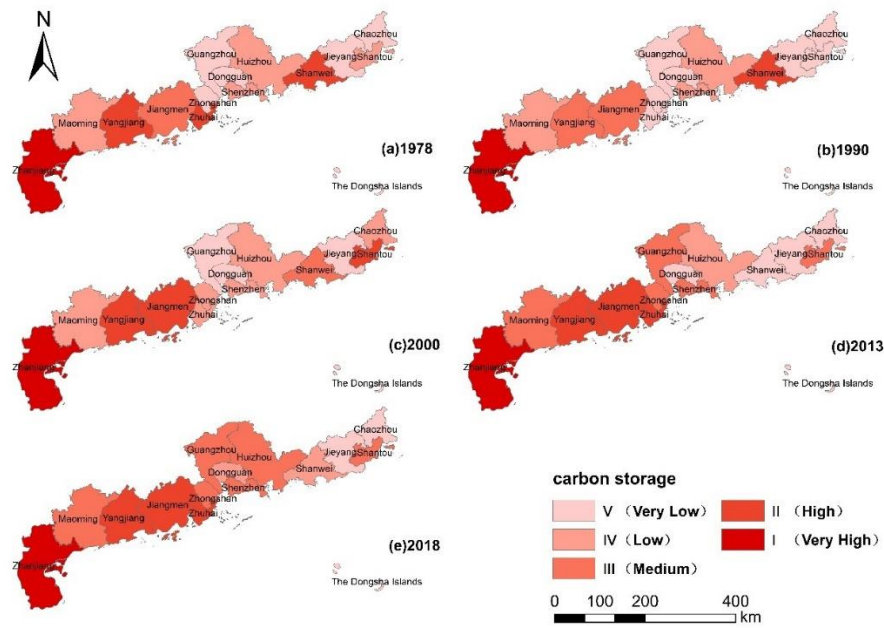 N
Chaozhou
Guangzhou
Huizhou
Jieyang
Shantou
Dongguan
Shanwei
Shenzhen
Zhongshan
Jiangmen
Zhuhai
Maoming
Yangjiang
Zhanjiang
(a)1978
The Dongsha Islands
Chaozhou
Guangzhou
Huizhou
Jieyang
Shantou
Dongguan
Shanwei
Shenzhen
Zhongshan
Jiangmen
Zhuhai
Maoming
Yangjiang
Zhanjiang
(b)1990
The Dongsha Islands
Chaozhou
Guangzhou
Huizhou
Jieyang
Shantou
Dongguan
Shanwei
Shenzhen
Zhongshan
Jiangmen
Zhuhai
Maoming
Yangjiang
Zhanjiang
(c)2000
The Dongsha Islands
Chaozhou
Guangzhou
Huizhou
Jieyang
Shantou
Dongguan
Shanwei
Shenzhen
Zhongshan
Jiangmen
Zhuhai
Maoming
Yangjiang
Zhanjiang
(d)2013
The Dongsha Islands
Chaozhou
Guangzhou
Huizhou
Jieyang
Shantou
Dongguan
Shanwei
Shenzhen
Zhongshan
Jiangmen
Zhuhai
Maoming
Yangjiang
Zhanjiang
(e)2018
The Dongsha Islands
carbon storage
V （Very Low）
II （High）
IV （Low）
I （Very High）
III （Medium）
0 100 200 400
km